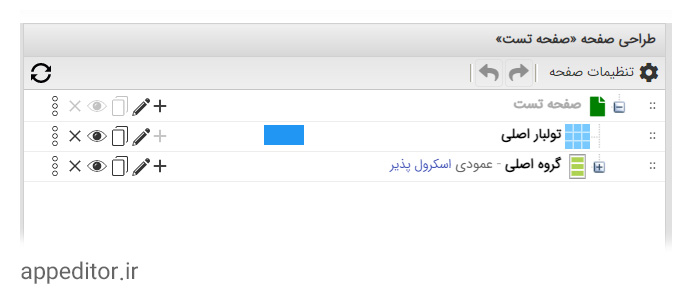 طراحی صفحه «صفحه تست»
تنظیمات صفحه
صفحه تست
تولبار اصلی
گروه اصلی - عمودی اسکرول پذیر
appeditor.ir